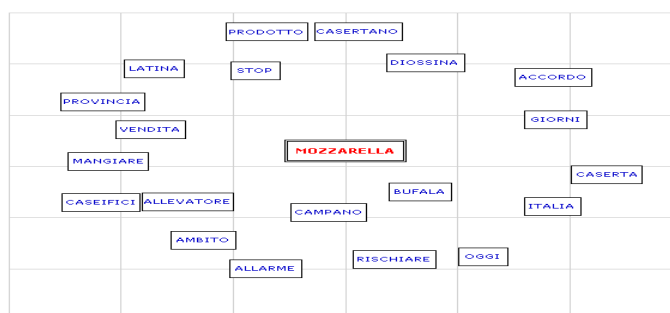 PRODOTTO CASERTANO
DIOSSINA
LATINA STOP
ACCORDO
PROVINCIA
GIORNI
VENDITA
MOZZARELLA
MANGIARE
CASERTA
BUFALA
CASEIFICI ALLEVATORE
ITALIA
CAMPANO
AMBITO
OGGI
RISCHIARE
ALLARME